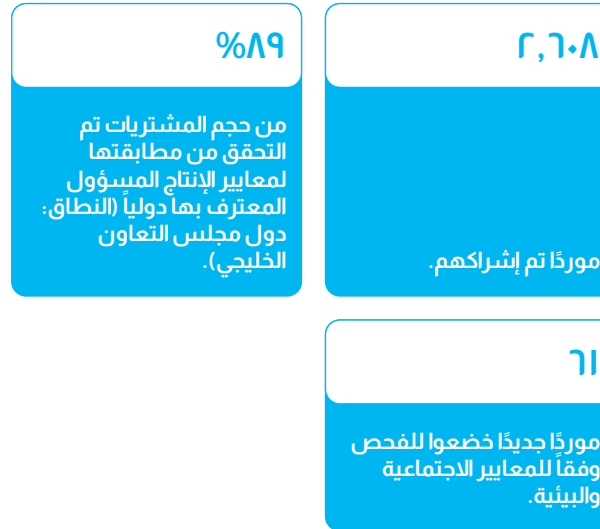 ٢,٦٠٨
موردًا تم إشراكهم.
%٨٩
من حجم المشتريات تم
التحقق من مطابقتها
لمعايير الإنتاج المسؤول
المعترف بها دولياً (النطاق:
دول مجلس التعاون
الخليجي).
٦١
موردًا جديدًا خضعوا للفحص
وفقاً للمعايير الاجتماعية
والبيئية.